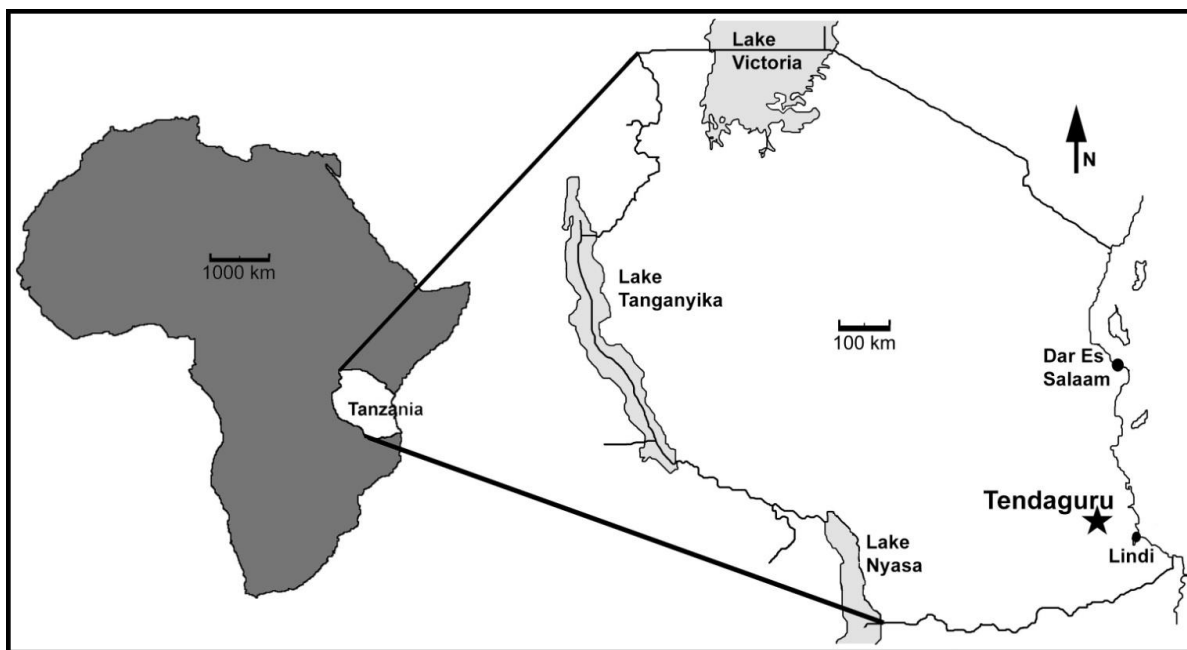 1000 km
Tanzania
Lake
Victoria
N
Lake
Tanganyika
100 km
Dar Es
Salaam
Tendaguru
Lindi
Lake
Nyasa